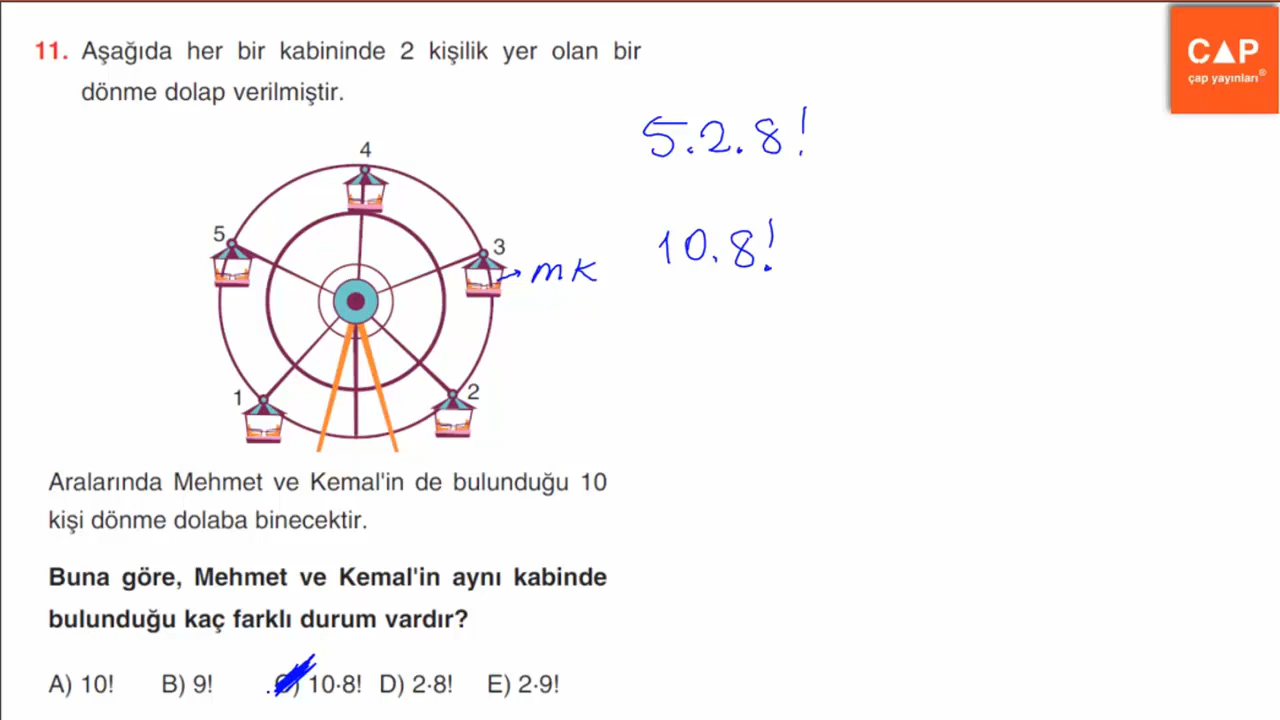 11. Aşağıda her bir kabininde 2 kişilik yer olan bir
dönme dolap verilmiştir.
CAP
çap yayınları®
5.2.8!
10.8!
4
5
3
MK
1
2
Aralarında Mehmet ve Kemal'in de bulunduğu 10
kişi dönme dolaba binecektir.
Buna göre, Mehmet ve Kemal'in aynı kabinde
bulunduğu kaç farklı durum vardır?
A) 10! B) 9! C) 10·8! D) 2·8! E) 2·9!